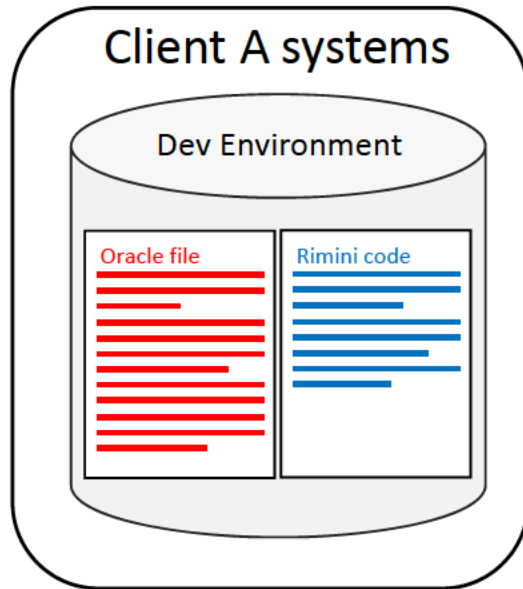 Client A systems
Dev Environment
Oracle file
Rimini code